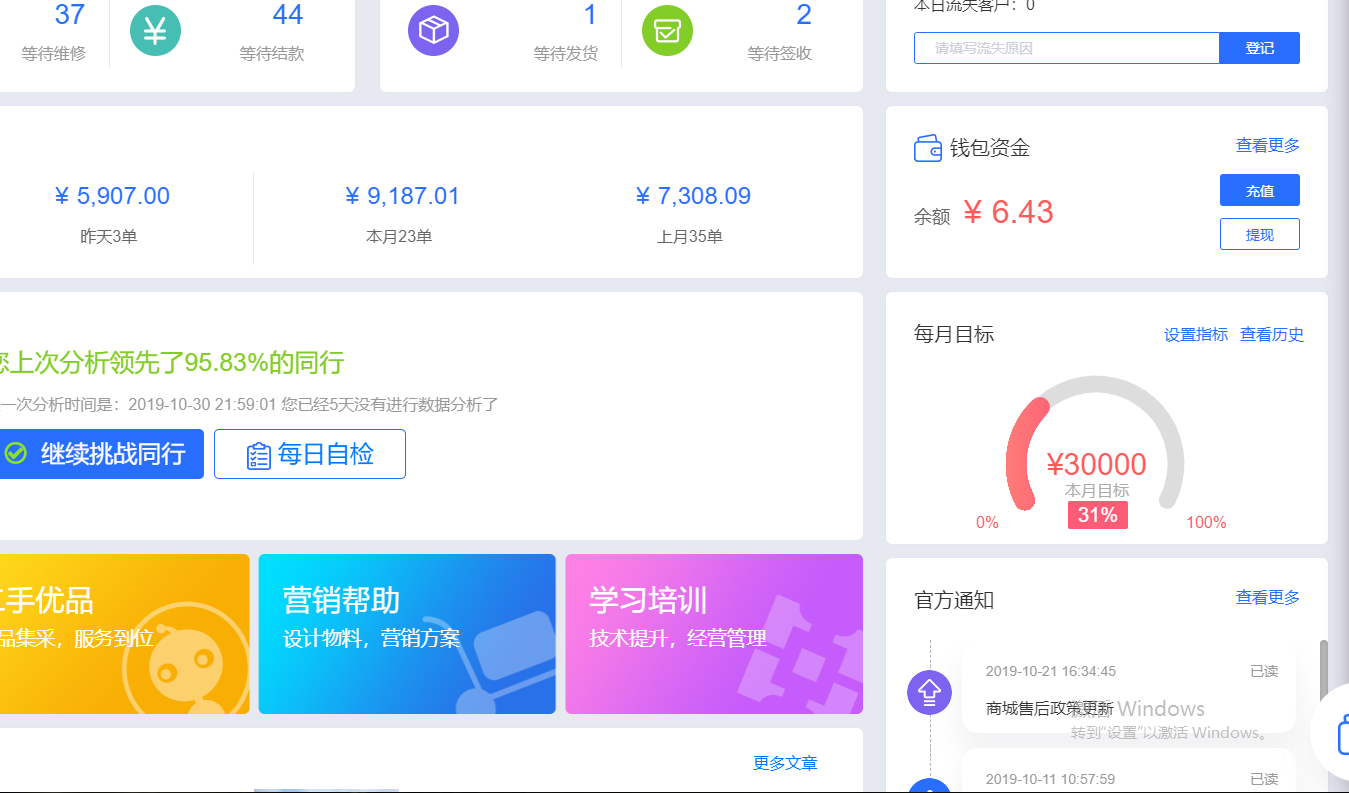 37
44
1
2
等待维修
等待结款
等待发货
等待签收
本日流失客户：0
请填写流失原因
登记
¥ 5,907.00
昨天3单
¥ 9,187.01
本月23单
¥ 7,308.09
上月35单
钱包资金
查看更多
余额 ¥ 6.43
充值
提现
您上次分析领先了95.83%的同行
一次分析时间是：2019-10-30 21:59:01 您已经5天没有进行数据分析了
继续挑战同行
每日自检
每月目标
设置指标 查看历史
¥30000
本月目标
31%
0%
100%
二手优品
品集采，服务到位
营销帮助
设计物料，营销方案
学习培训
技术提升，经营管理
官方通知
查看更多
2019-10-21 16:34:45
已读
商城售后政策更新
Windows
转到“设置”以激活 Windows。
2019-10-11 10:57:59
已读
更多文章